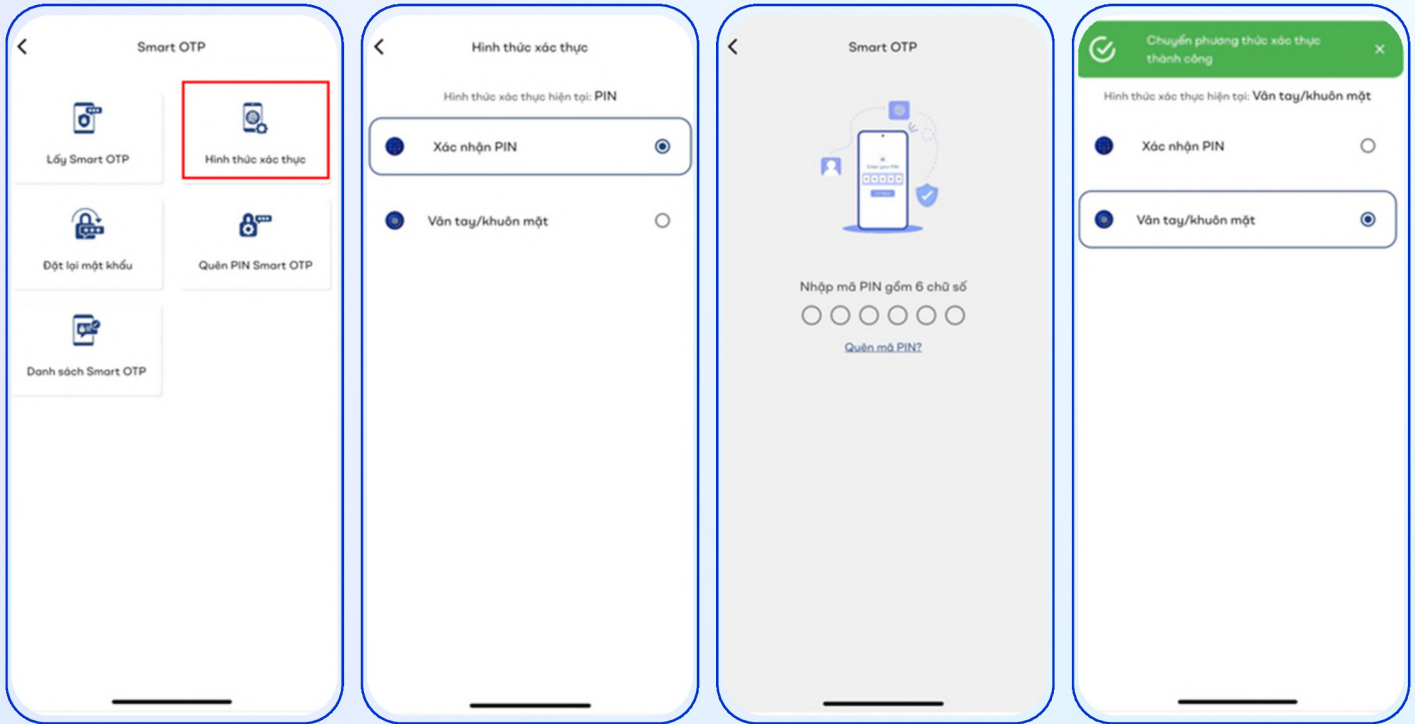 Smart OTP
Lấy Smart OTP
Hình thức xác thực
Đặt lại mật khẩu
Quên PIN Smart OTP
Danh sách Smart OTP
Hình thức xác thực
Hình thức xác thực hiện tại: PIN
Xác nhận PIN
Vân tay/khuôn mặt
Smart OTP
Enter your PIN
Nhập mã PIN gồm 6 chữ số
Quên mã PIN?
Chuyển phương thức xác thực
thành công
Hình thức xác thực hiện tại: Vân tay/khuôn mặt
Xác nhận PIN
Vân tay/khuôn mặt